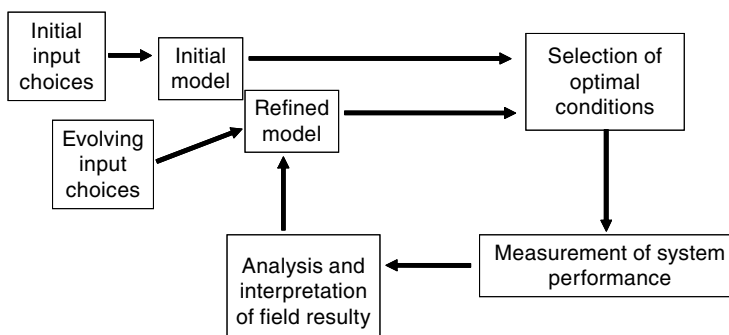 Initial
input
choices
Initial
model
Selection of
optimal
conditions
Refined
model
Evolving
input
choices
Measurement of system
performance
Analysis and
interpretation
of field resulty